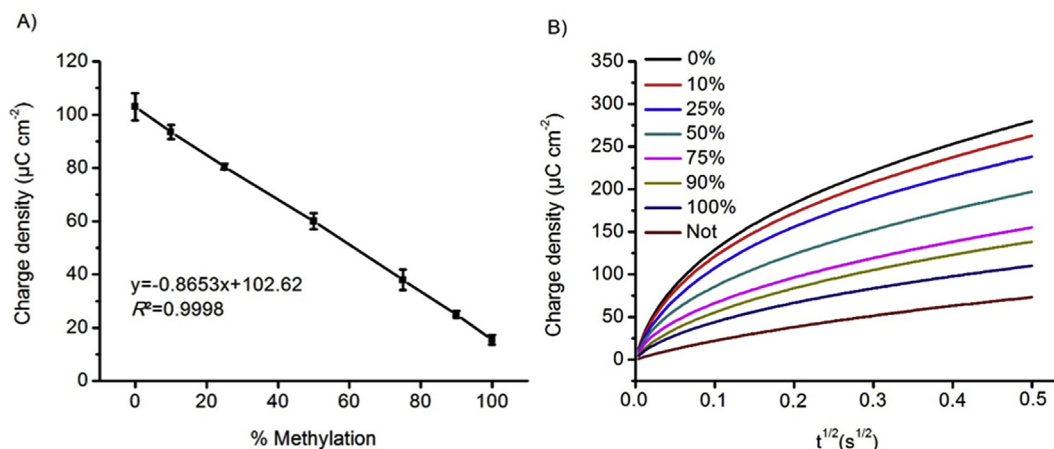 A)
Charge density (µC cm⁻²)
120
100
80
60
40
20
0
y=-0.8653x+102.62
R²=0.9998
0 20 40 60 80 100
% Methylation
B)
Charge density (µC cm⁻²)
350
300
250
200
150
100
50
0
0%
10%
25%
50%
75%
90%
100%
Not
0.0 0.1 0.2 0.3 0.4 0.5
t¹/²(s¹/²)